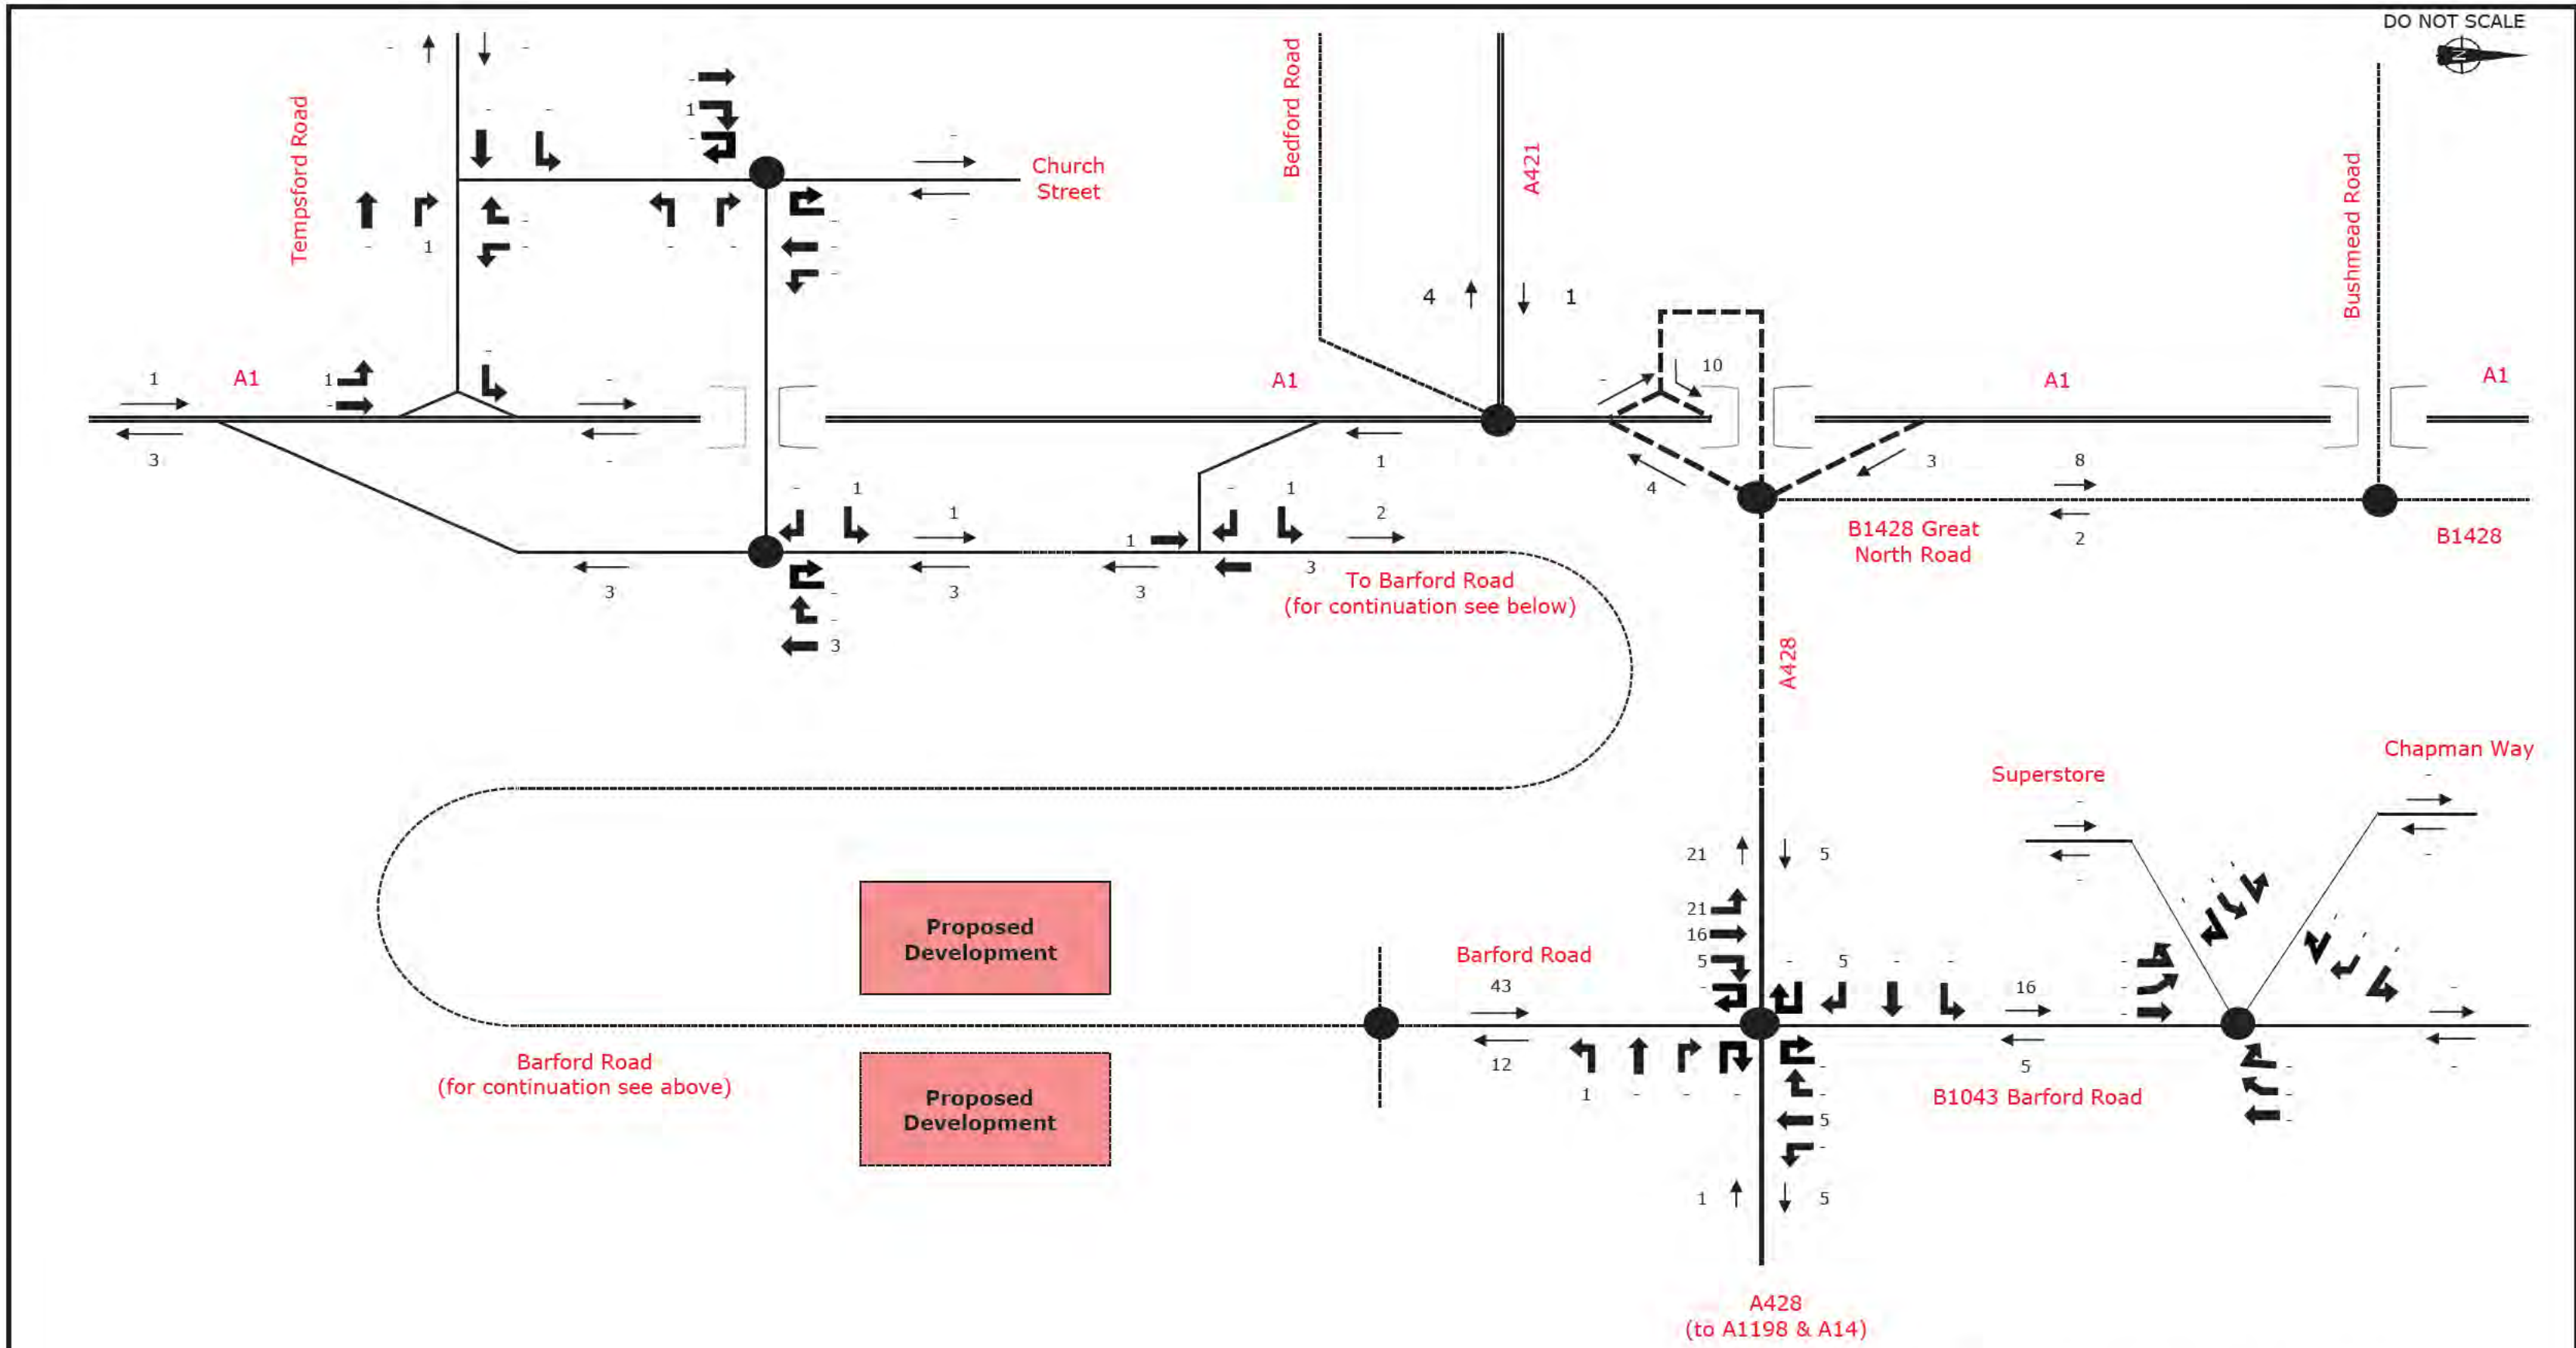 DO NOT SCALE
N
- -
Tempsford Road
- -
-
1
-
- 1 - -
- - - -
-
Church
Street
-
Bedford Road
A421
Bushmead Road
4 1
1
A1
1
-
-
-
3
-
A1
1
-
10
4
3
A1
A1
8
2
B1428 Great
North Road
B1428
- 1
1
3
3
-
-
3
1
3
- 1
2
3
To Barford Road
(for continuation see below)
A428
Superstore
-
-
Chapman Way
-
-
Proposed
Development
Barford Road
(for continuation see above)
Proposed
Development
Barford Road
43
12
21 5
21
16
5
-
- 5 - -
16
5
B1043 Barford Road
1 - - -
-
-
5
-
1 5
-
-
-
- - -
- - -
-
-
-
-
-
A428
(to A1198 & A14)